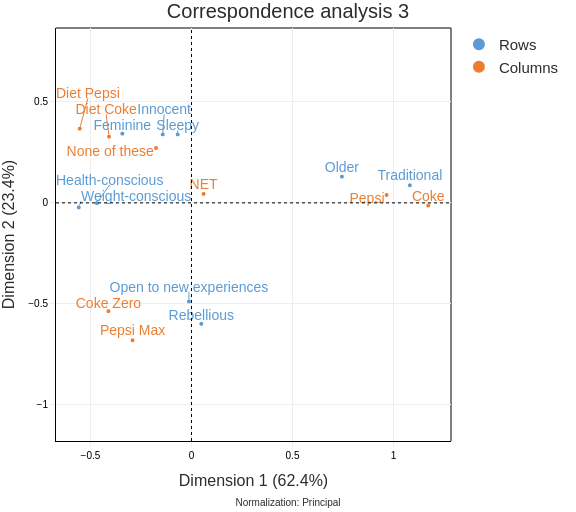 Correspondence analysis 3
Rows
Columns
Dimension 2 (23.4%)
0.5
0
−0.5
−1
Diet Pepsi
Diet Coke
Innocent
Feminine
Sleepy
None of these
Older
Traditional
Health-conscious
NET
Weight-conscious
Pepsi
Coke
Open to new experiences
Coke Zero
Rebellious
Pepsi Max
−0.5
0
0.5
1
Dimension 1 (62.4%)
Normalization: Principal